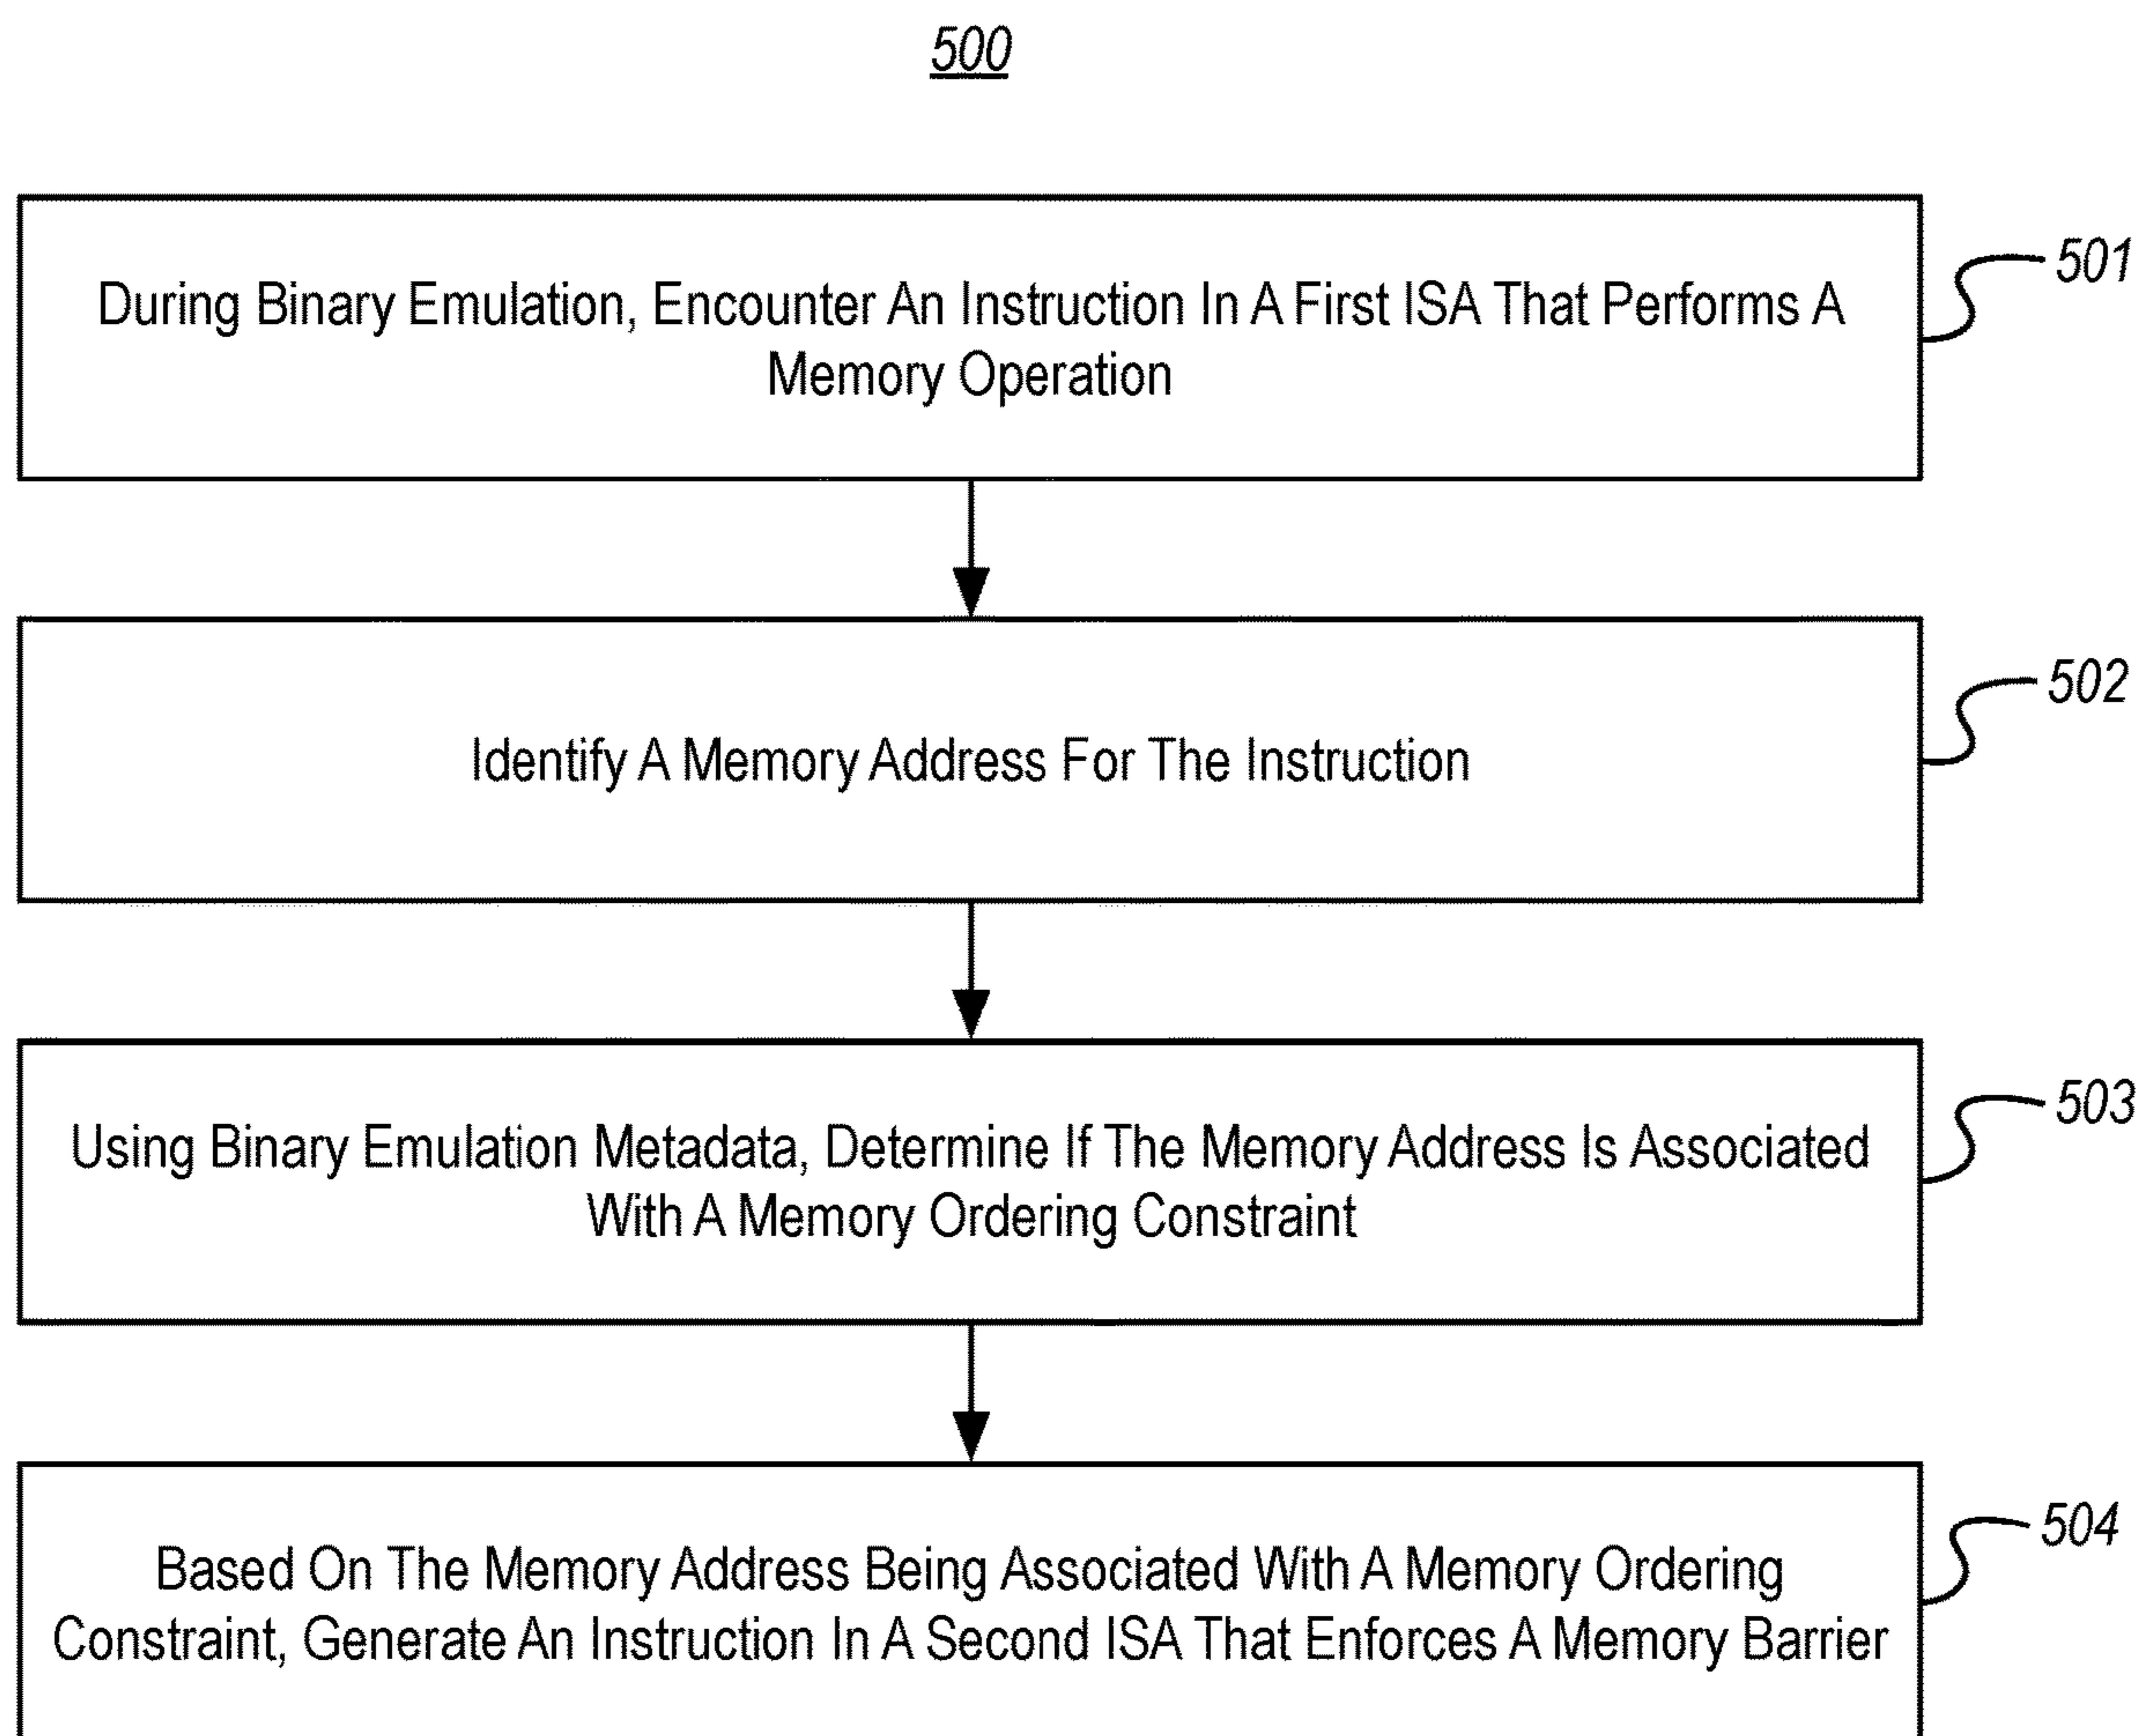 500
During Binary Emulation, Encounter An Instruction In A First ISA That Performs A
Memory Operation
501
Identify A Memory Address For The Instruction
502
Using Binary Emulation Metadata, Determine If The Memory Address Is Associated
With A Memory Ordering Constraint
503
Based On The Memory Address Being Associated With A Memory Ordering
Constraint, Generate An Instruction In A Second ISA That Enforces A Memory Barrier
504